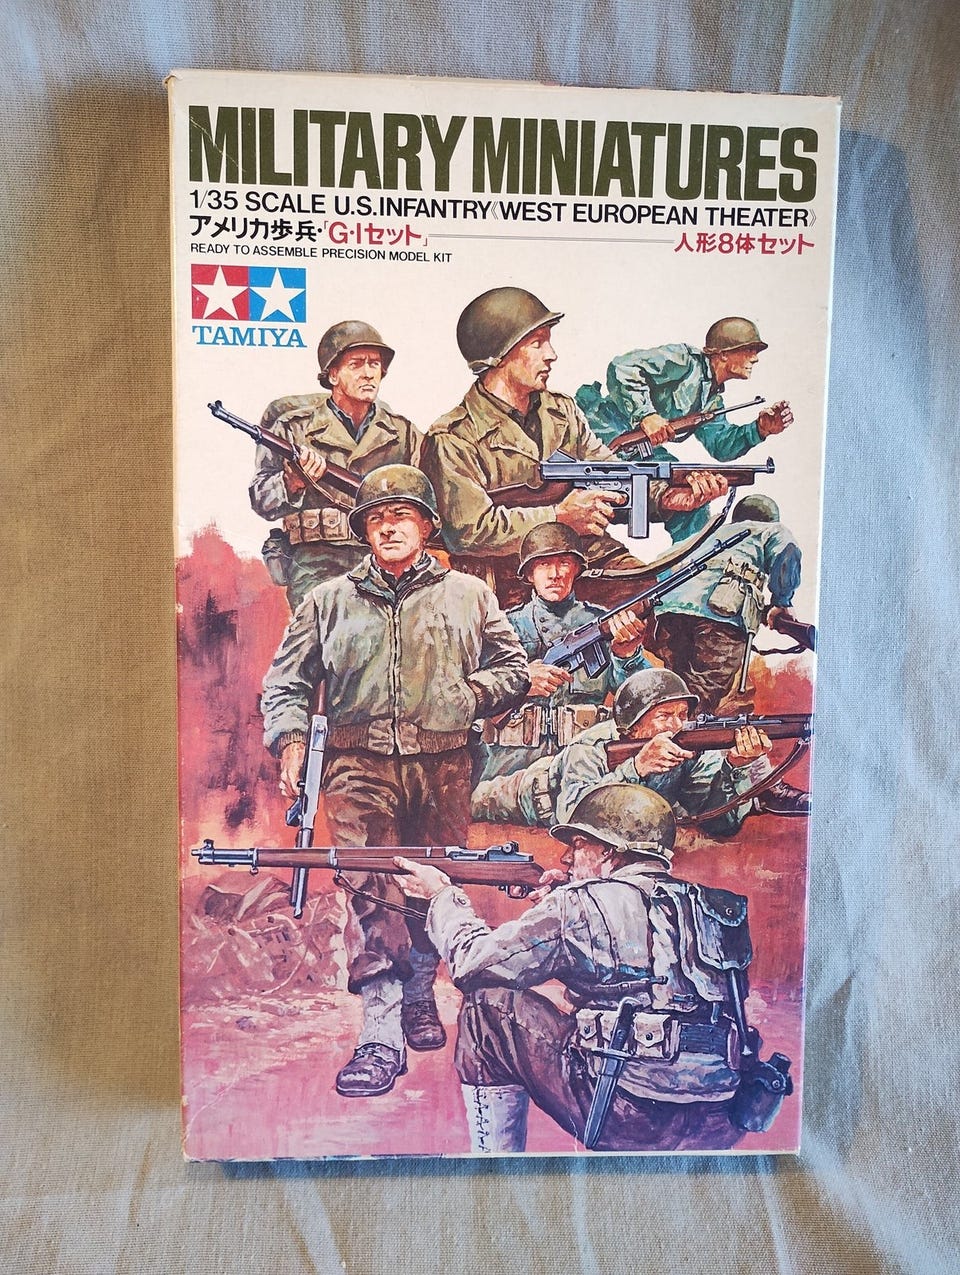 MILITARY MINIATURES
1/35 SCALE U.S.INFANTRY《WEST EUROPEAN THEATER》
アメリカ歩兵・「G・Iセット」 人形8体セット
READY TO ASSEMBLE PRECISION MODEL KIT
TAMIYA